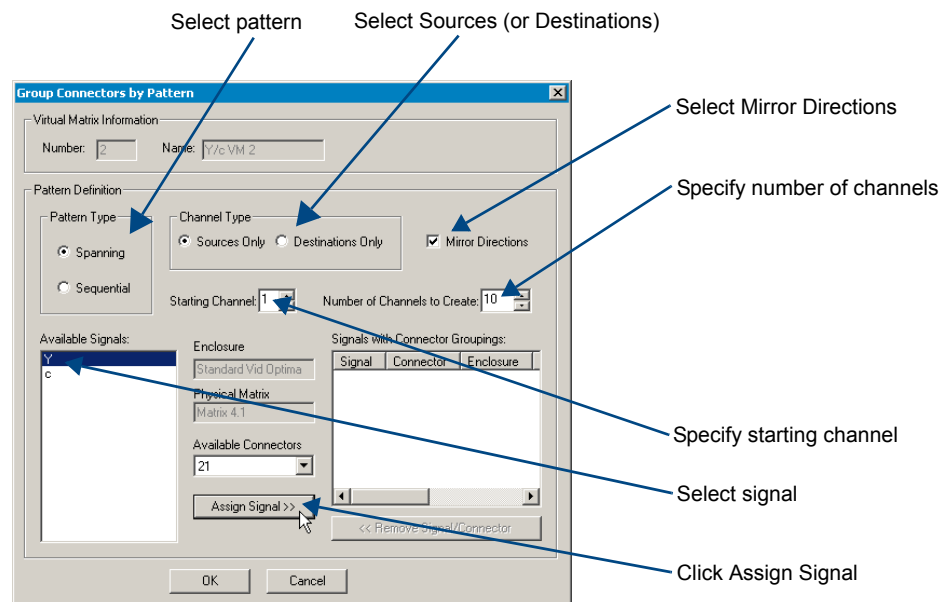 Select pattern
Select Sources (or Destinations)
Group Connectors by Pattern
Select Mirror Directions
Virtual Matrix Information
Number: 2 Name: Y/c VM 2
Specify number of channels
Pattern Definition
Pattern Type
Channel Type
Spanning
Sources Only
Destinations Only
Mirror Directions
Sequential
Starting Channel: 1
Number of Channels to Create: 10
Available Signals:
Y
c
Enclosure
Standard Vid Optima
Physical Matrix
Matrix 4.1
Available Connectors
21
Assign Signal >>
Signals with Connector Groupings:
Signal Connector Enclosure
<< Remove Signal/Connector
Specify starting channel
Select signal
Click Assign Signal
OK
Cancel